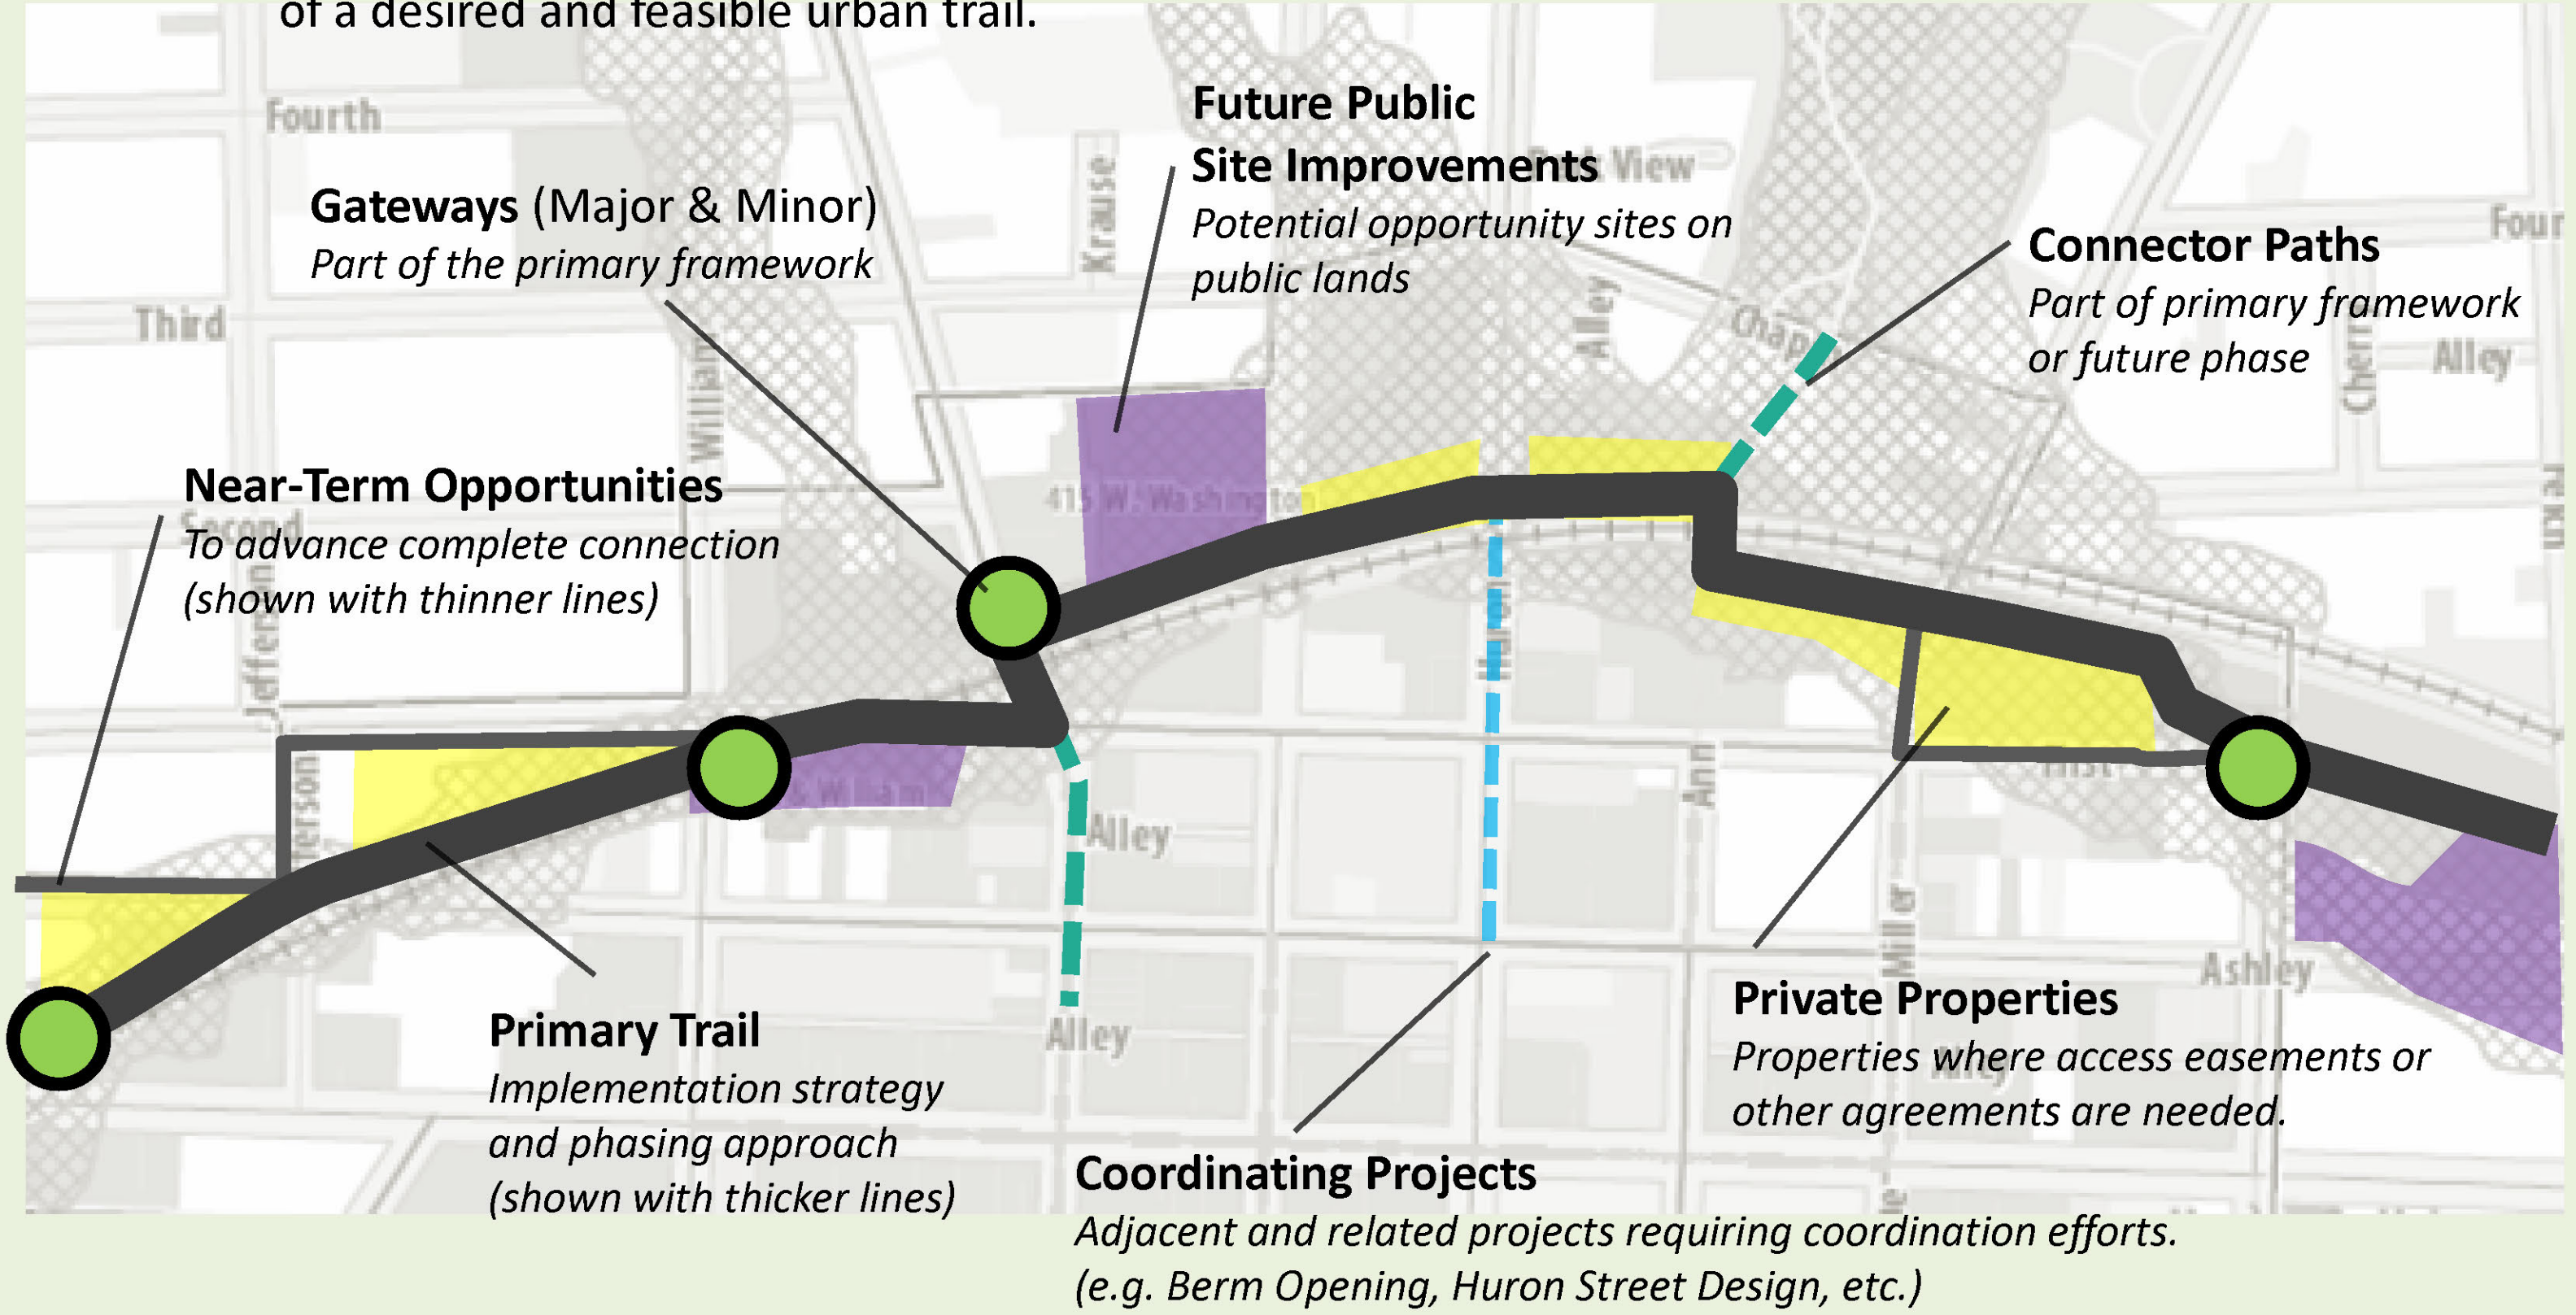 of a desired and feasible urban trail.
Fourth
Future Public
Site Improvements
Potential opportunity sites on
public lands
View
Krause
Gateways (Major & Minor)
Part of the primary framework
Four
Connector Paths
Part of primary framework
or future phase
Third
Alley
Alley
William
Near-Term Opportunities
To advance complete connection
(shown with thinner lines)
Second
415 W. Washington
Jefferson
& William
Alley
Ann
First
Miller
Ashley
Alley
Primary Trail
Implementation strategy
and phasing approach
(shown with thicker lines)
Private Properties
Properties where access easements or
other agreements are needed.
Alley
Coordinating Projects
Adjacent and related projects requiring coordination efforts.
(e.g. Berm Opening, Huron Street Design, etc.)